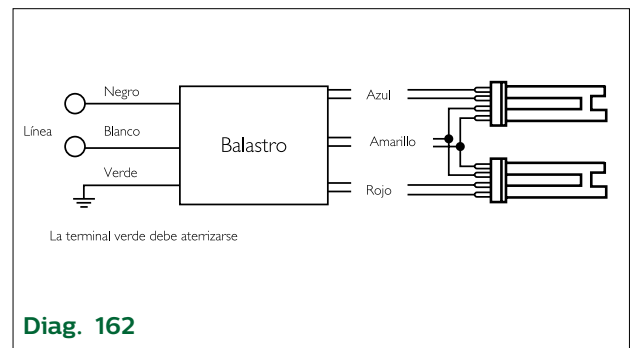 Negro
Azul
Línea
Blanco
Balastro
Amarillo
Verde
Rojo
La terminal verde debe aterrizarse
Diag. 162